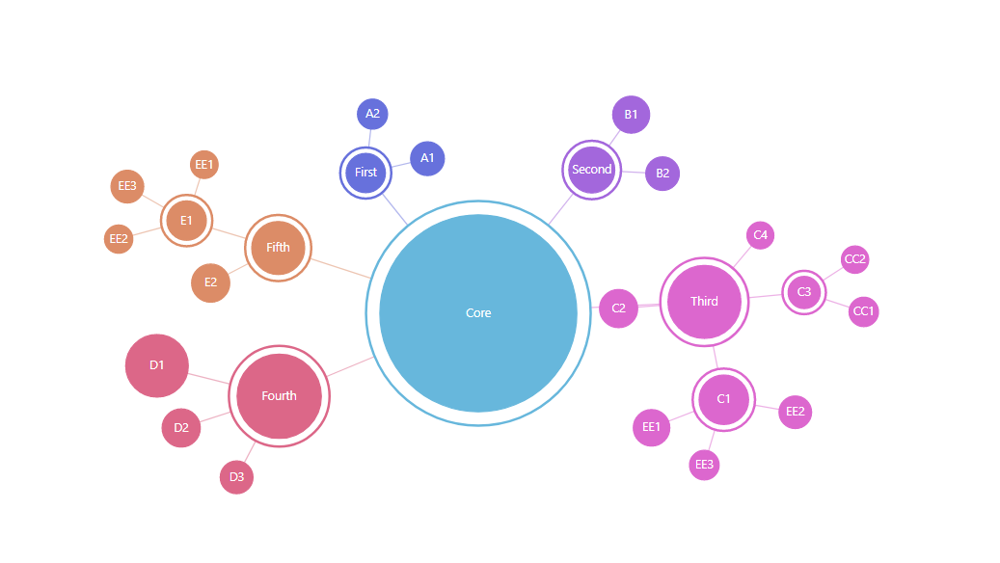 A2
B1
A1
EE1
First
Second
B2
EE3
E1
EE2
Fifth
C4
CC2
E2
C3
Third
C2
CC1
Core
D1
Fourth
C1
EE2
D2
EE1
EE3
D3